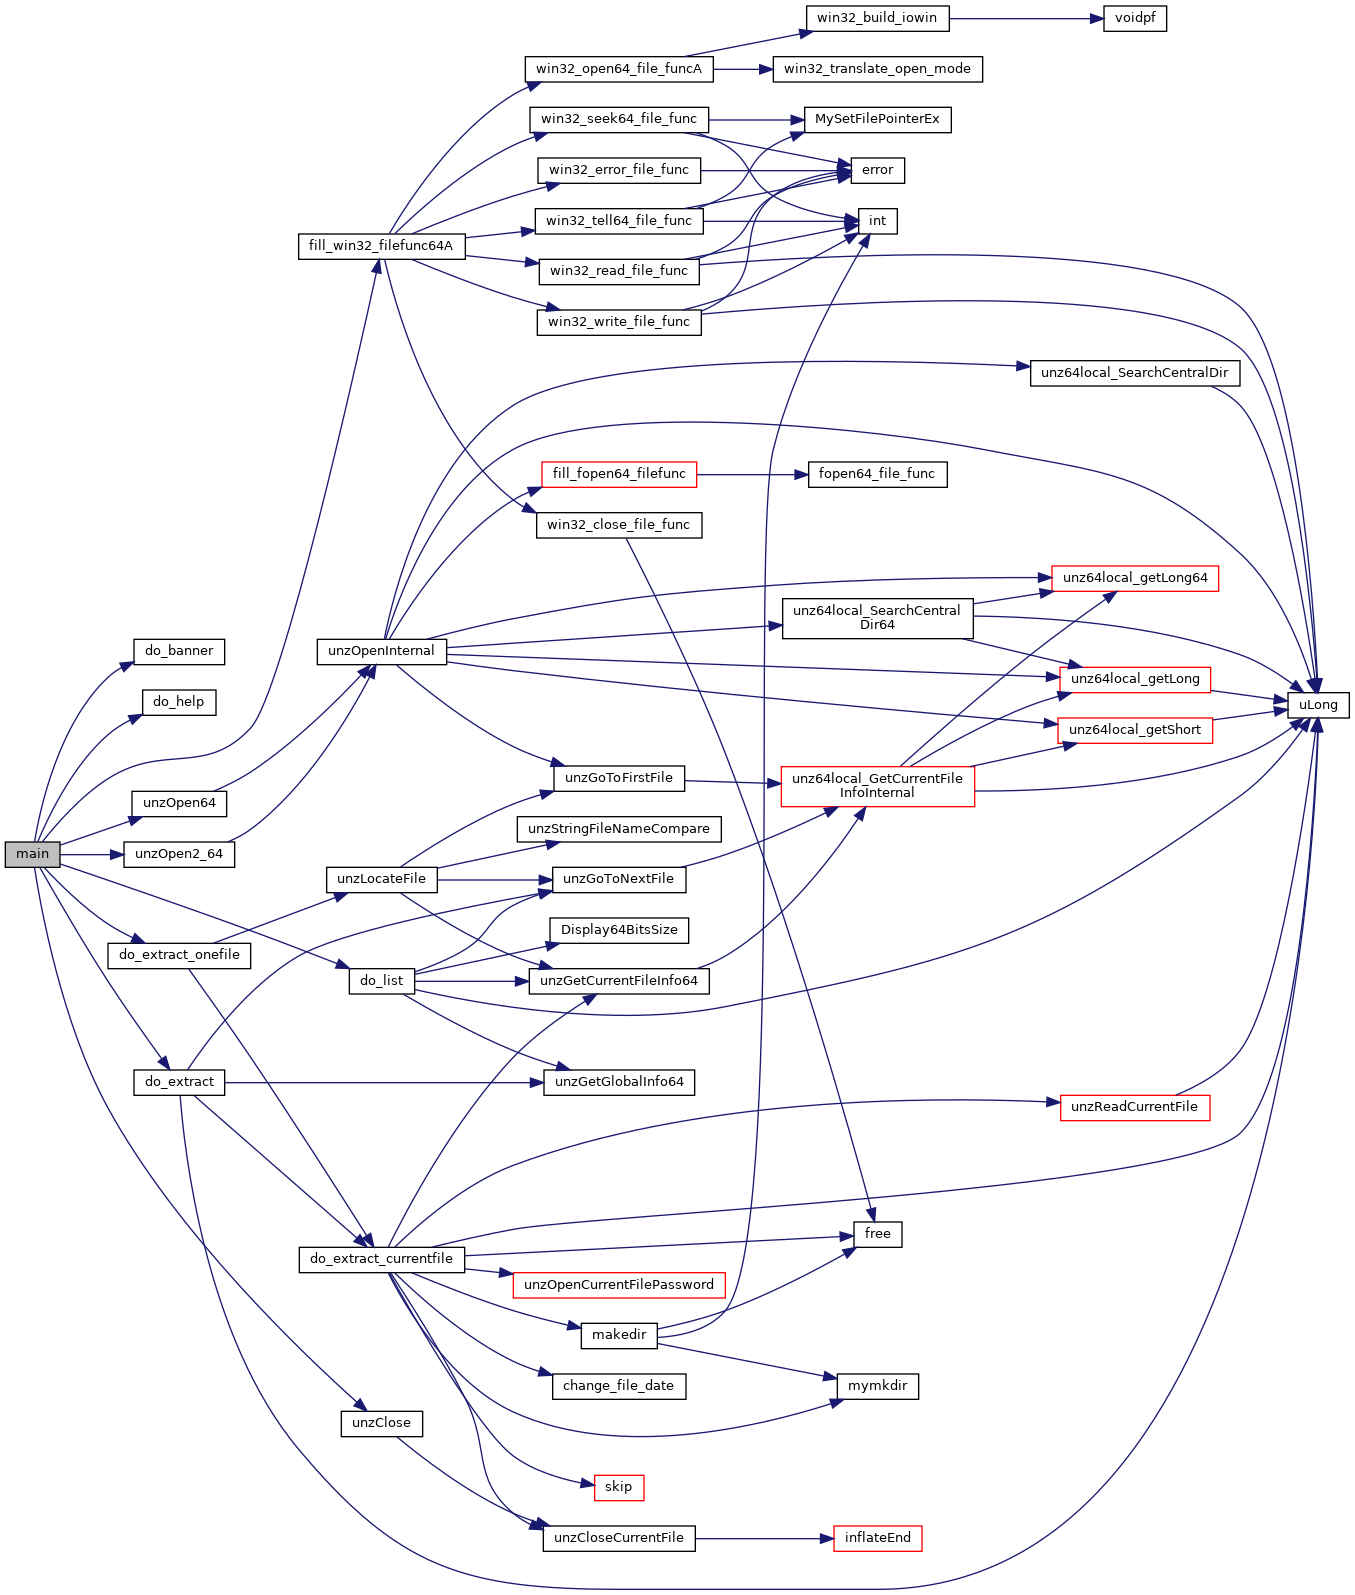 win32_build_iowin
voidpf
win32_open64_file_funcA
win32_translate_open_mode
win32_seek64_file_func
MySetFilePointerEx
win32_error_file_func
error
win32_tell64_file_func
int
fill_win32_filefunc64A
win32_read_file_func
win32_write_file_func
unz64local_SearchCentralDir
fill_fopen64_filefunc
fopen64_file_func
win32_close_file_func
unz64local_getLong64
unz64local_SearchCentral
Dir64
do_banner
unzOpenInternal
unz64local_getLong
do_help
uLong
unz64local_getShort
unzGoToFirstFile
unz64local_GetCurrentFile
InfoInternal
unzOpen64
unzStringFileNameCompare
main
unzOpen2_64
unzLocateFile
unzGoToNextFile
Display64BitsSize
do_extract_onefile
do_list
unzGetCurrentFileInfo64
do_extract
unzGetGlobalInfo64
unzReadCurrentFile
free
do_extract_currentfile
unzOpenCurrentFilePassword
makedir
change_file_date
mymkdir
unzClose
skip
unzCloseCurrentFile
inflateEnd